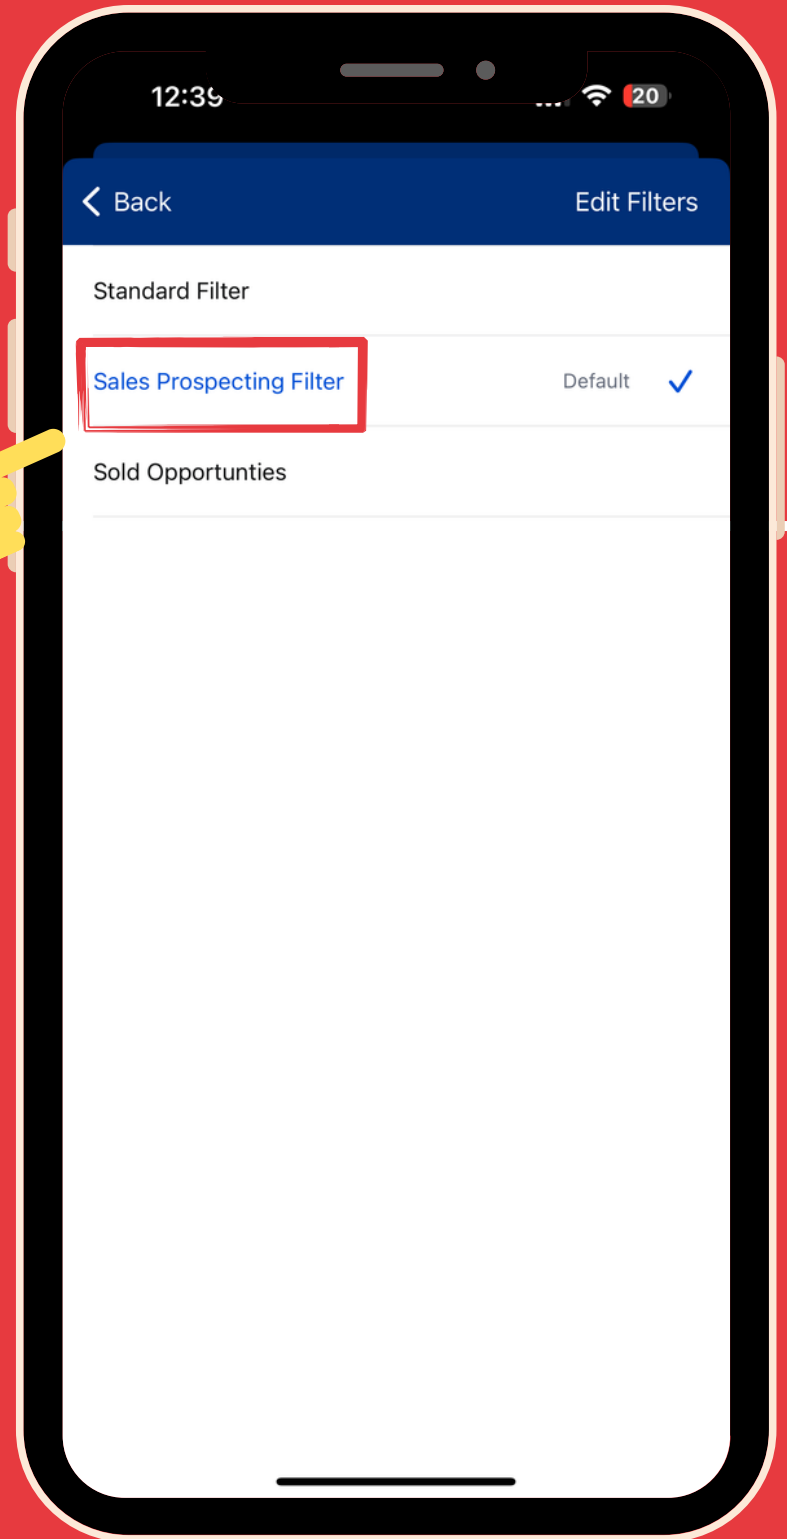 12:39
20
Back
Edit Filters
Standard Filter
Sales Prospecting Filter
Default
Sold Opportunties